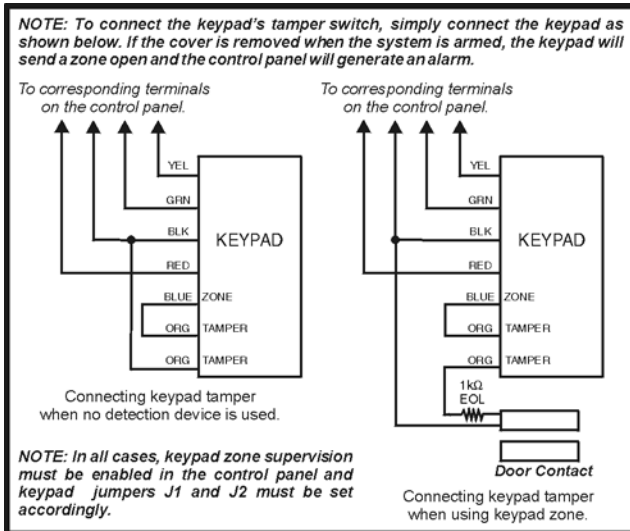 NOTE: To connect the keypad's tamper switch, simply connect the keypad as
shown below. If the cover is removed when the system is armed, the keypad will
send a zone open and the control panel will generate an alarm.
To corresponding terminals
on the control panel.
YEL
GRN
BLK
RED
BLUE ZONE
ORG TAMPER
ORG TAMPER
KEYPAD
Connecting keypad tamper
when no detection device is used.
To corresponding terminals
on the control panel.
YEL
GRN
BLK
RED
BLUE ZONE
ORG TAMPER
ORG TAMPER
KEYPAD
1kΩ
EOL
Door Contact
Connecting keypad tamper
when using keypad zone.
NOTE: In all cases, keypad zone supervision
must be enabled in the control panel and
keypad jumpers J1 and J2 must be set
accordingly.